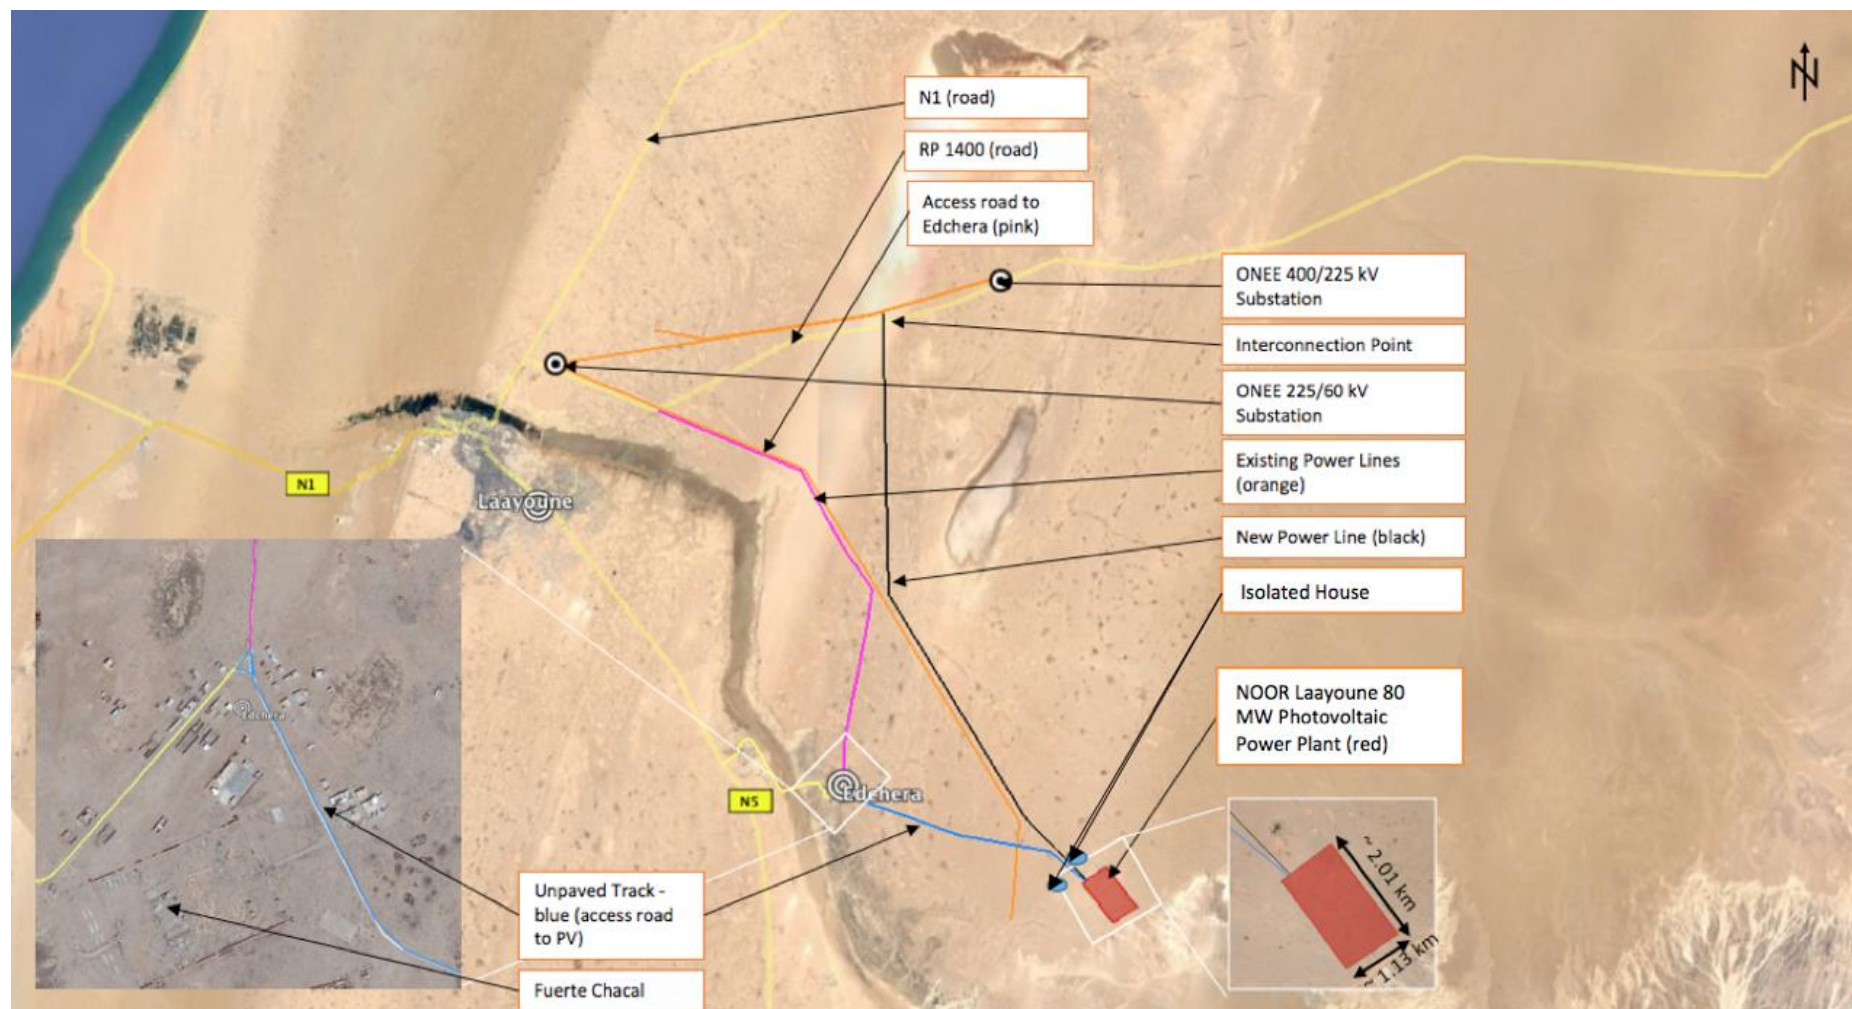 N
N1 (road)
RP 1400 (road)
Access road to
Edchera (pink)
ONEE 400/225 kV
Substation
Interconnection Point
ONEE 225/60 kV
Substation
Existing Power Lines
(orange)
New Power Line (black)
Isolated House
NOOR Laayoune 80
MW Photovoltaic
Power Plant (red)
N1
Laayoune
Edchera
N5
Edchera
Unpaved Track -
blue (access road
to PV)
Fuerte Chacal
~ 2.01 km
~ 1.13 km